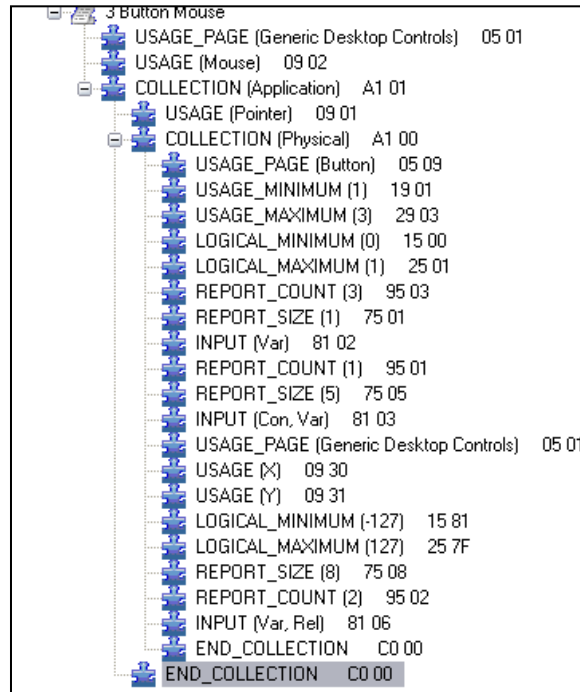 3 Button Mouse
USAGE_PAGE (Generic Desktop Controls) 05 01
USAGE (Mouse) 09 02
COLLECTION (Application) A1 01
USAGE (Pointer) 09 01
COLLECTION (Physical) A1 00
USAGE_PAGE (Button) 05 09
USAGE_MINIMUM (1) 19 01
USAGE_MAXIMUM (3) 29 03
LOGICAL_MINIMUM (0) 15 00
LOGICAL_MAXIMUM (1) 25 01
REPORT_COUNT (3) 95 03
REPORT_SIZE (1) 75 01
INPUT (Var) 81 02
REPORT_COUNT (1) 95 01
REPORT_SIZE (5) 75 05
INPUT (Con, Var) 81 03
USAGE_PAGE (Generic Desktop Controls) 05 01
USAGE (X) 09 30
USAGE (Y) 09 31
LOGICAL_MINIMUM (-127) 15 81
LOGICAL_MAXIMUM (127) 25 7F
REPORT_SIZE (8) 75 08
REPORT_COUNT (2) 95 02
INPUT (Var, Rel) 81 06
END_COLLECTION C0 00
END_COLLECTION C0 00